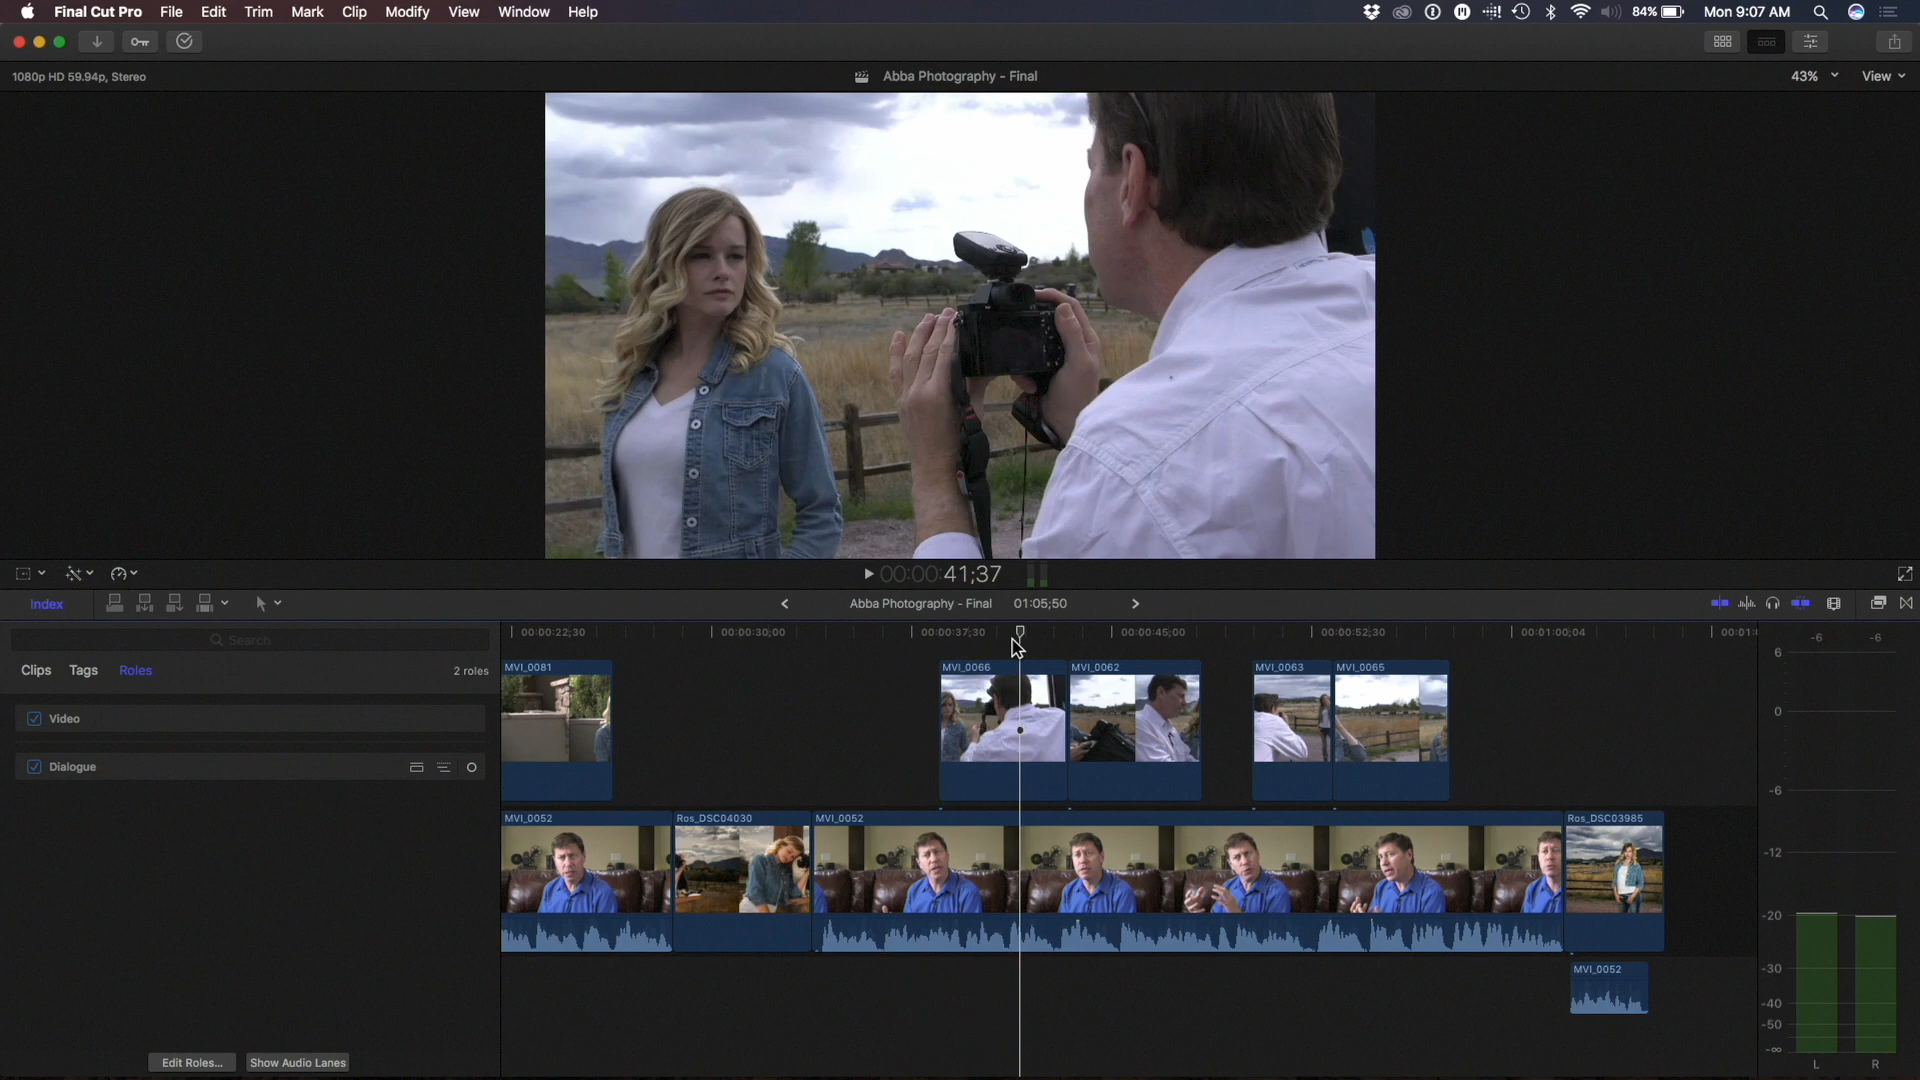 Final Cut Pro File Edit Trim Mark Clip Modify View Window Help 84% Mon 9:07 AM
1080p HD 59.94p, Stereo Abba Photography - Final 43% View
00:00:41;37
Index Abba Photography - Final 01:05;50
Search 00:00:22;30 00:00:30;00 00:00:37;30 00:00:45;00 00:00:52;30 00:01:00;04 00:01:0 -6 -6
6
Clips Tags Roles 2 roles MVI_0081 MVI_0066 MVI_0062 MVI_0063 MVI_0065
Video 0
Dialogue
-6
MVI_0052 Ros_DSC04030 MVI_0052 Ros_DSC03985
-12
-20
MVI_0052
-30
-40
-50
-∞
Edit Roles... Show Audio Lanes L R